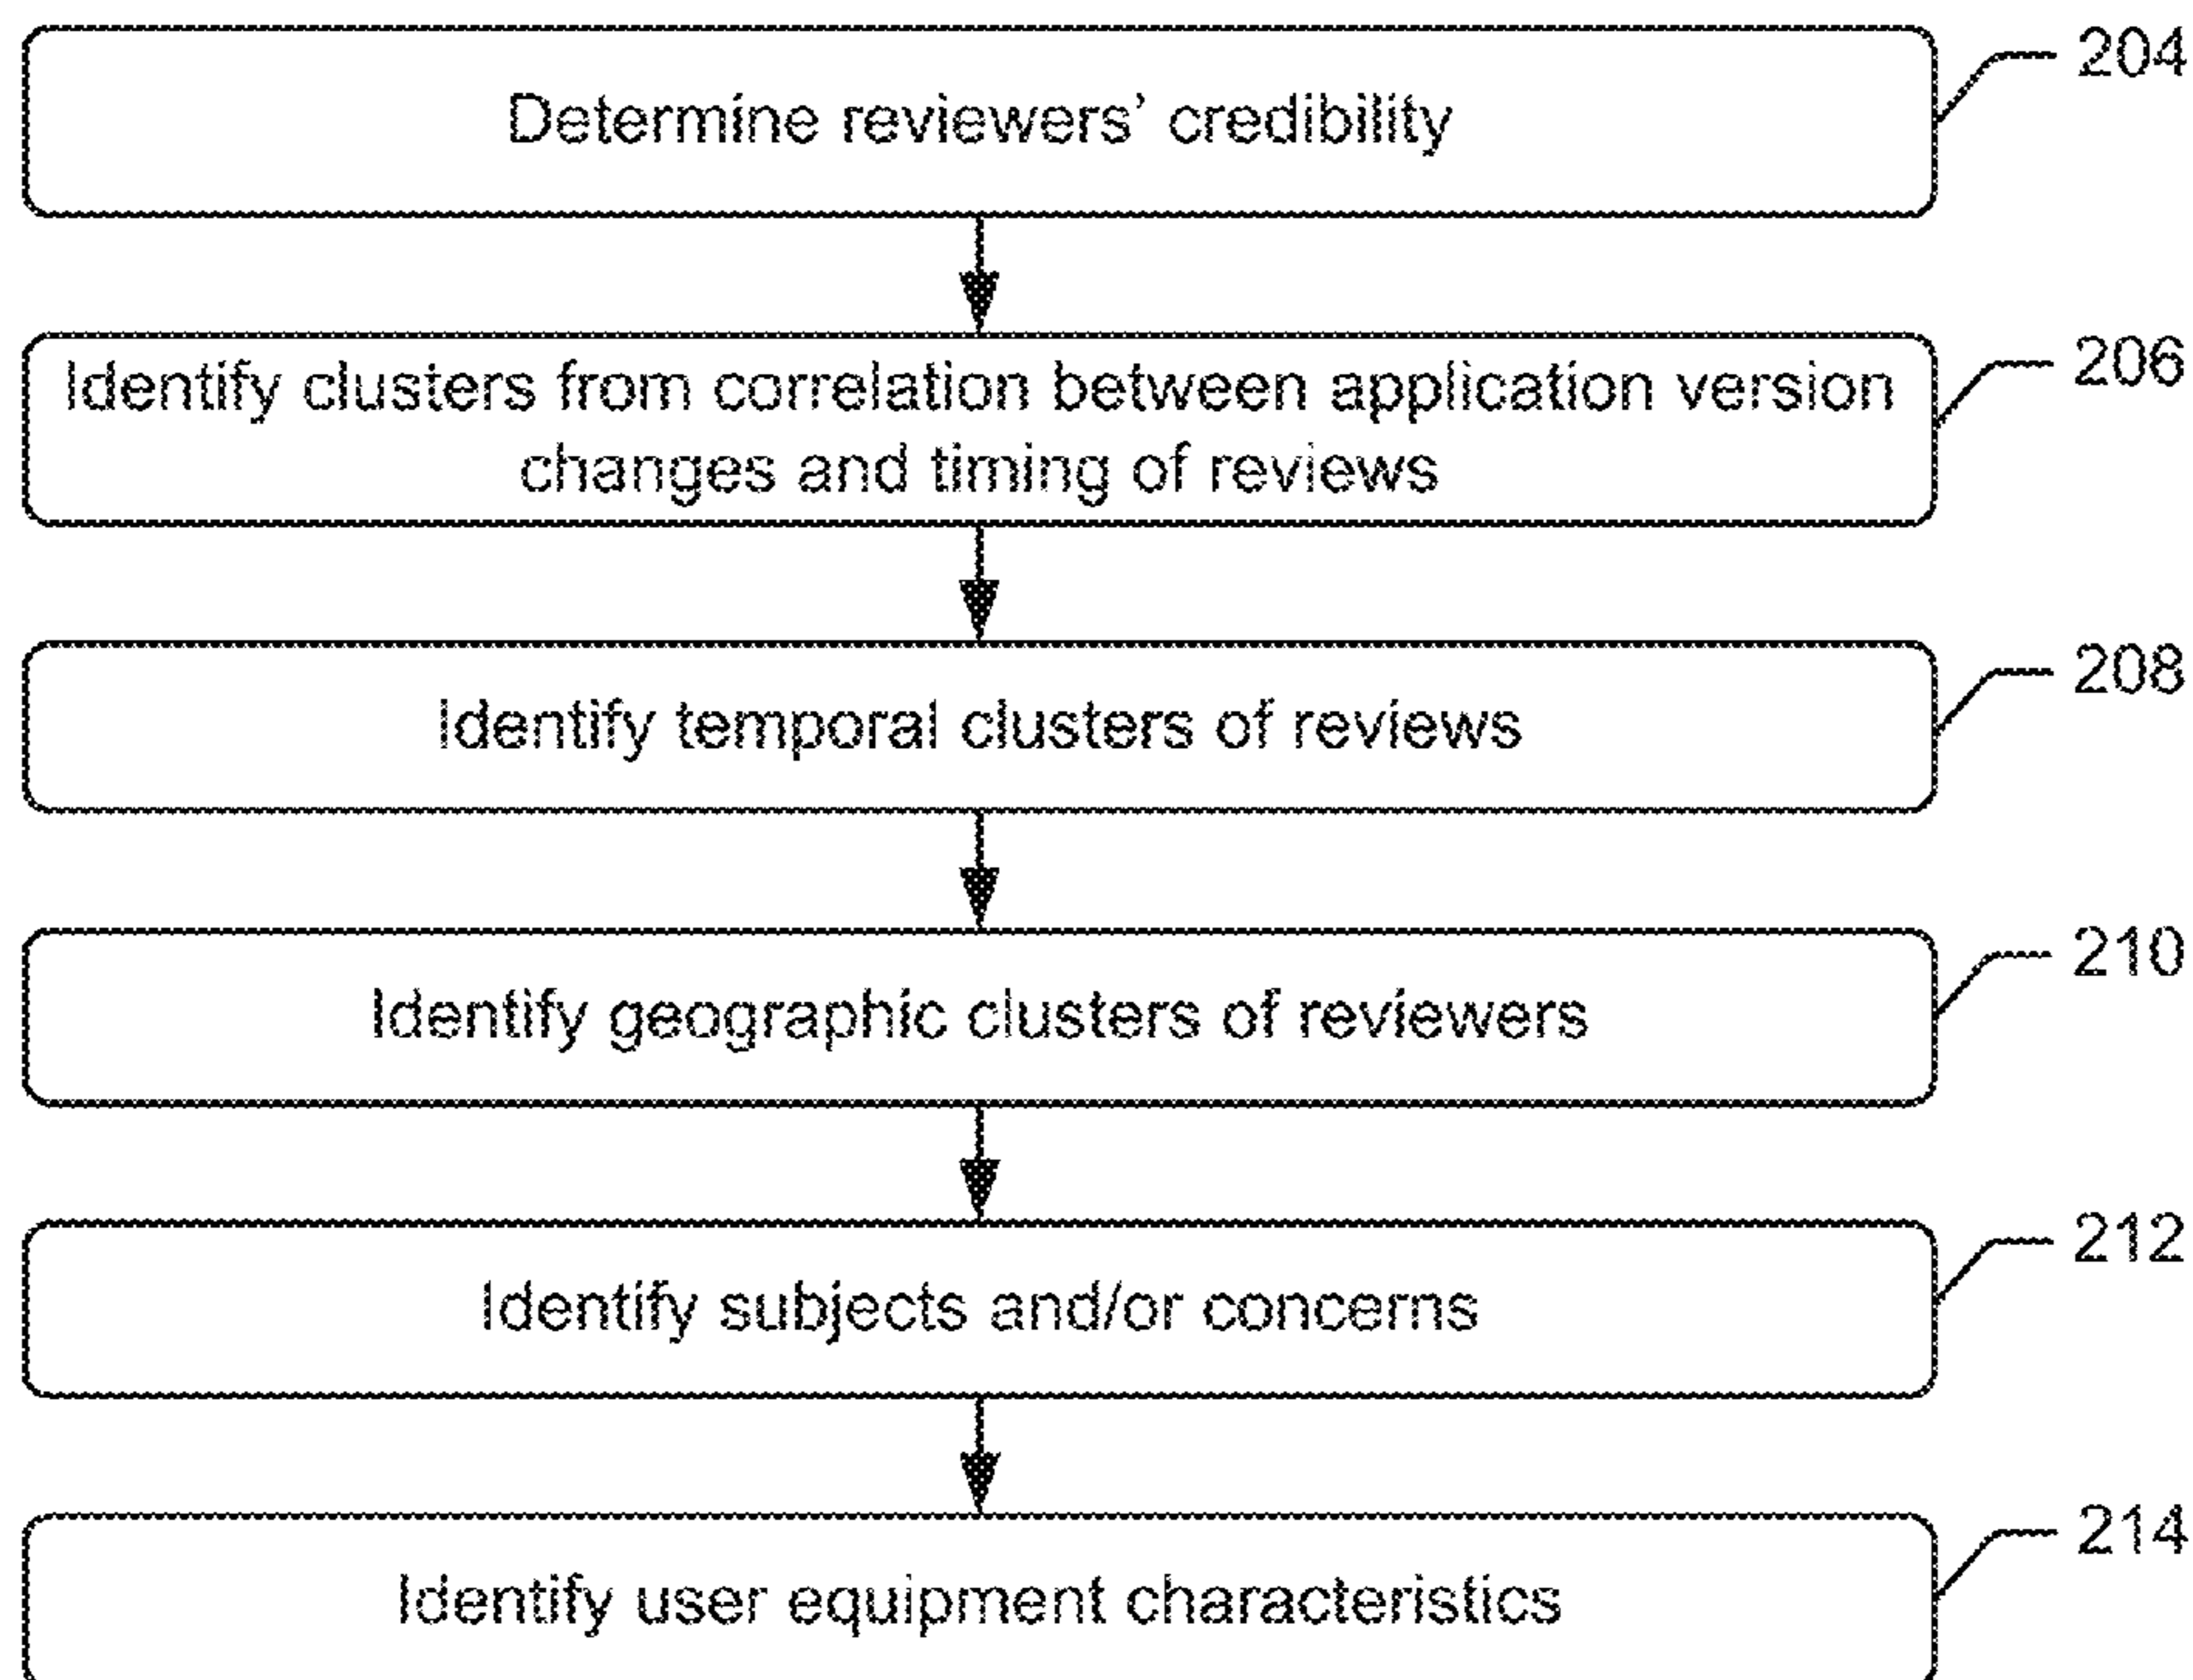 Determine reviewers’ credibility
204
Identify clusters from correlation between application version
changes and timing of reviews
206
Identify temporal clusters of reviews
208
Identify geographic clusters of reviewers
210
Identify subjects and/or concerns
212
Identify user equipment characteristics
214